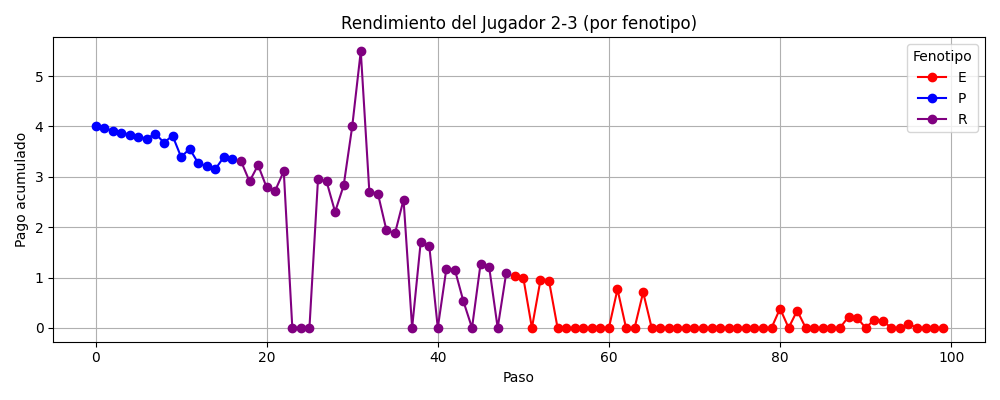 Rendimiento del Jugador 2-3 (por fenotipo)
Pago acumulado
5
4
3
2
1
0
Fenotipo
E
P
R
0 20 40 60 80 100
Paso